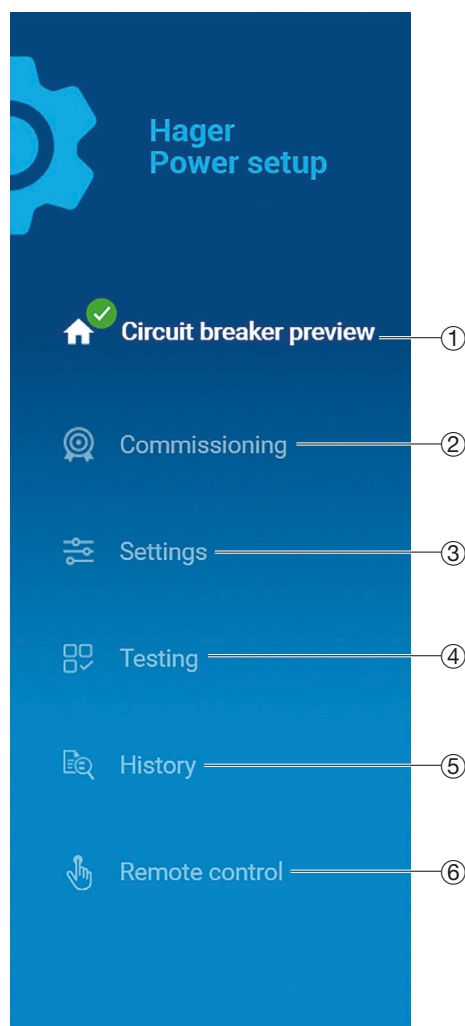 Hager
Power setup
Circuit breaker preview ①
Commissioning ②
Settings ③
Testing ④
History ⑤
Remote control ⑥